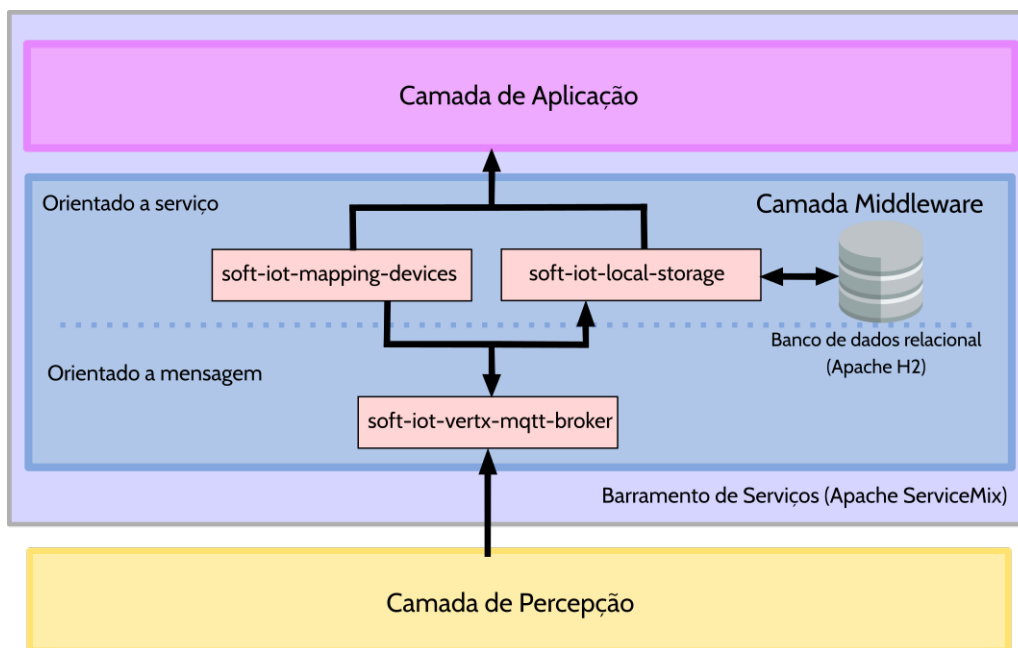 Camada de Aplicação
Orientado a serviço
Camada Middleware
soft-iot-mapping-devices
soft-iot-local-storage
Banco de dados relacional
(Apache H2)
Orientado a mensagem
soft-iot-vertx-mqtt-broker
Barramento de Serviços (Apache ServiceMix)
Camada de Percepção